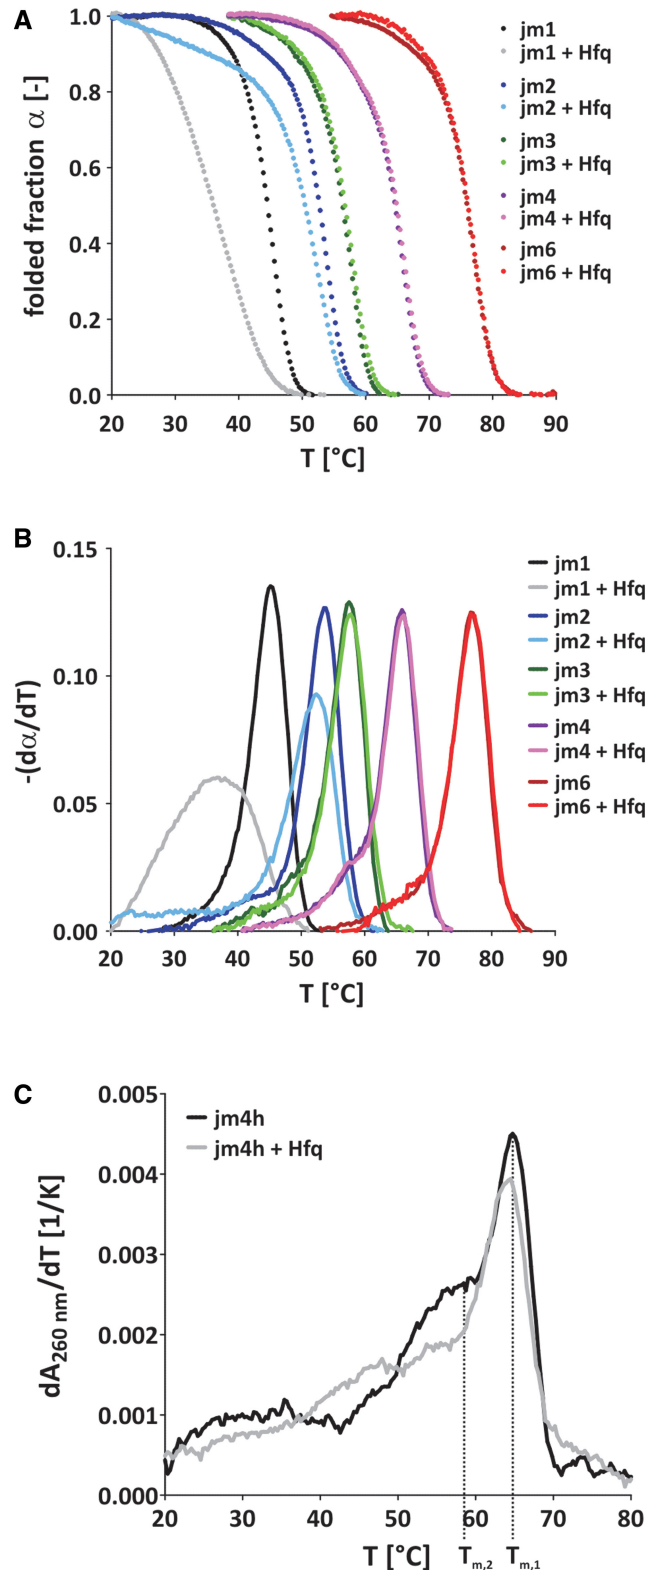 A
1.0
0.8
0.6
0.4
0.2
0.0
folded fraction α [-]
20 30 40 50 60 70 80 90
T [°C]
jm1
jm1 + Hfq
jm2
jm2 + Hfq
jm3
jm3 + Hfq
jm4
jm4 + Hfq
jm6
jm6 + Hfq
B
0.15
0.10
0.05
0.00
-(dα/dT)
20 30 40 50 60 70 80 90
T [°C]
jm1
jm1 + Hfq
jm2
jm2 + Hfq
jm3
jm3 + Hfq
jm4
jm4 + Hfq
jm6
jm6 + Hfq
C
0.005
0.004
0.003
0.002
0.001
0.000
dA260 nm/dT [1/K]
jm4h
jm4h + Hfq
20 30 40 50 60 70 80
T [°C] Tm,2 Tm,1